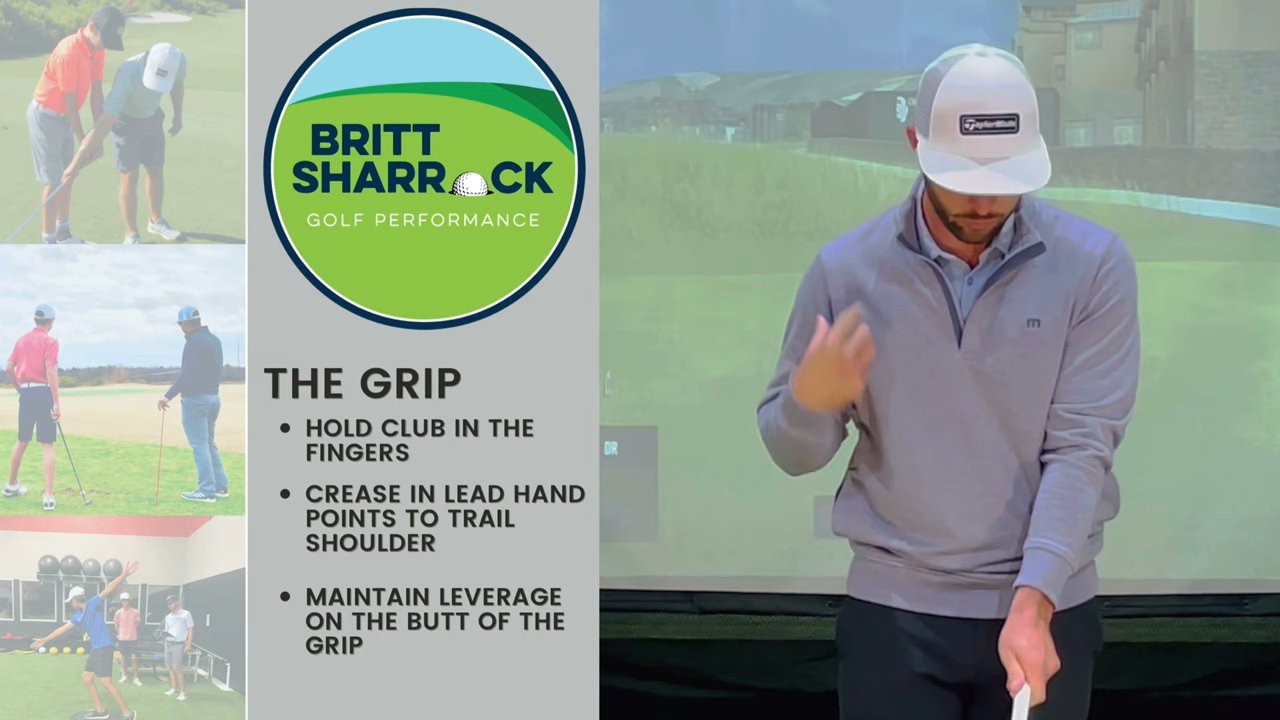 BRITT
SHARROCK
GOLF PERFORMANCE
THE GRIP
HOLD CLUB IN THE
FINGERS
CREASE IN LEAD HAND
POINTS TO TRAIL
SHOULDER
MAINTAIN LEVERAGE
ON THE BUTT OF THE
GRIP
TaylorMade
OR
m